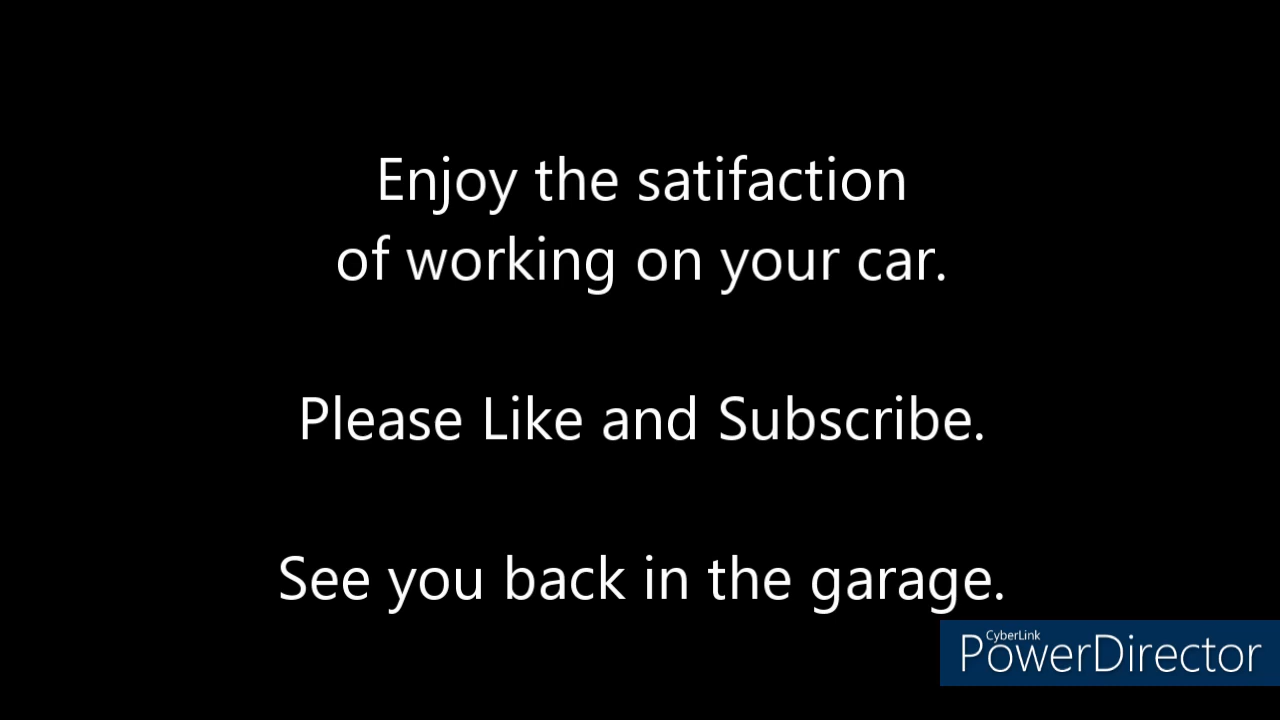 Enjoy the satifaction
of working on your car.
Please Like and Subscribe.
See you back in the garage.
CyberLink
PowerDirector